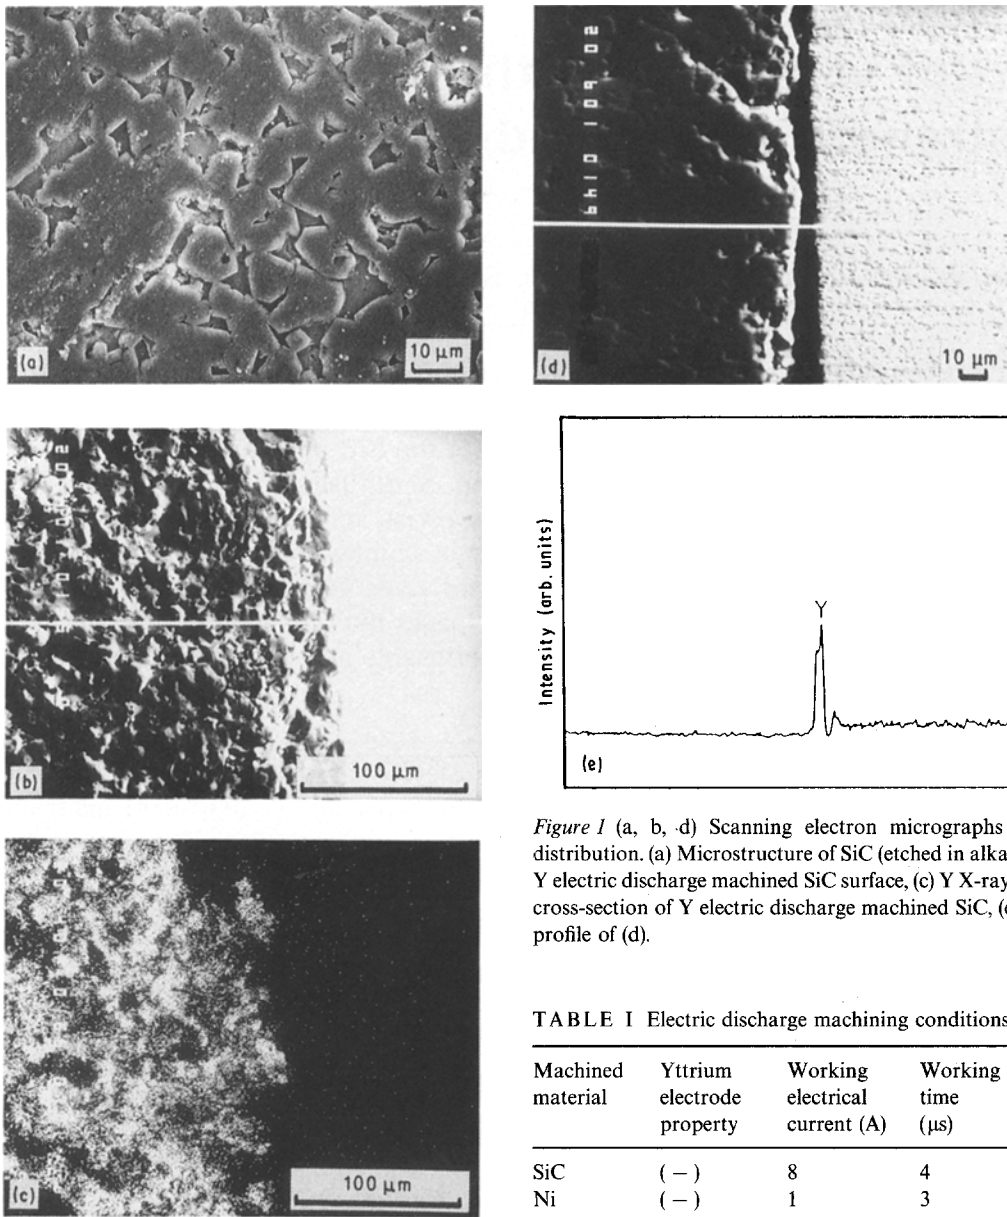 (a)
10 μm
(b)
100 μm
(c)
100 μm
(d)
10 μm
Intensity (arb. units)
Y
(e)
Figure 1 (a, b, d) Scanning electron micrographs
distribution. (a) Microstructure of SiC (etched in alka
Y electric discharge machined SiC surface, (c) Y X-ray
cross-section of Y electric discharge machined SiC, (
profile of (d).
TABLE I Electric discharge machining conditions
Machined Yttrium Working Working
material electrode electrical time
property current (A) (μs)
SiC (−) 8 4
Ni (−) 1 3